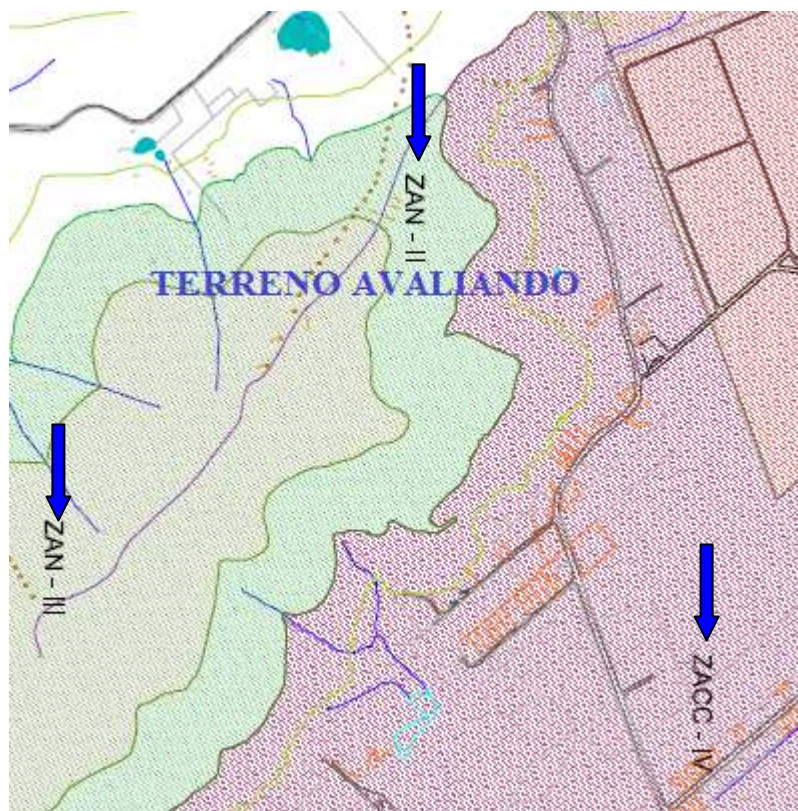 ZAN - II
TERRENO AVALIANDO
ZAN - III
ZACC - IV